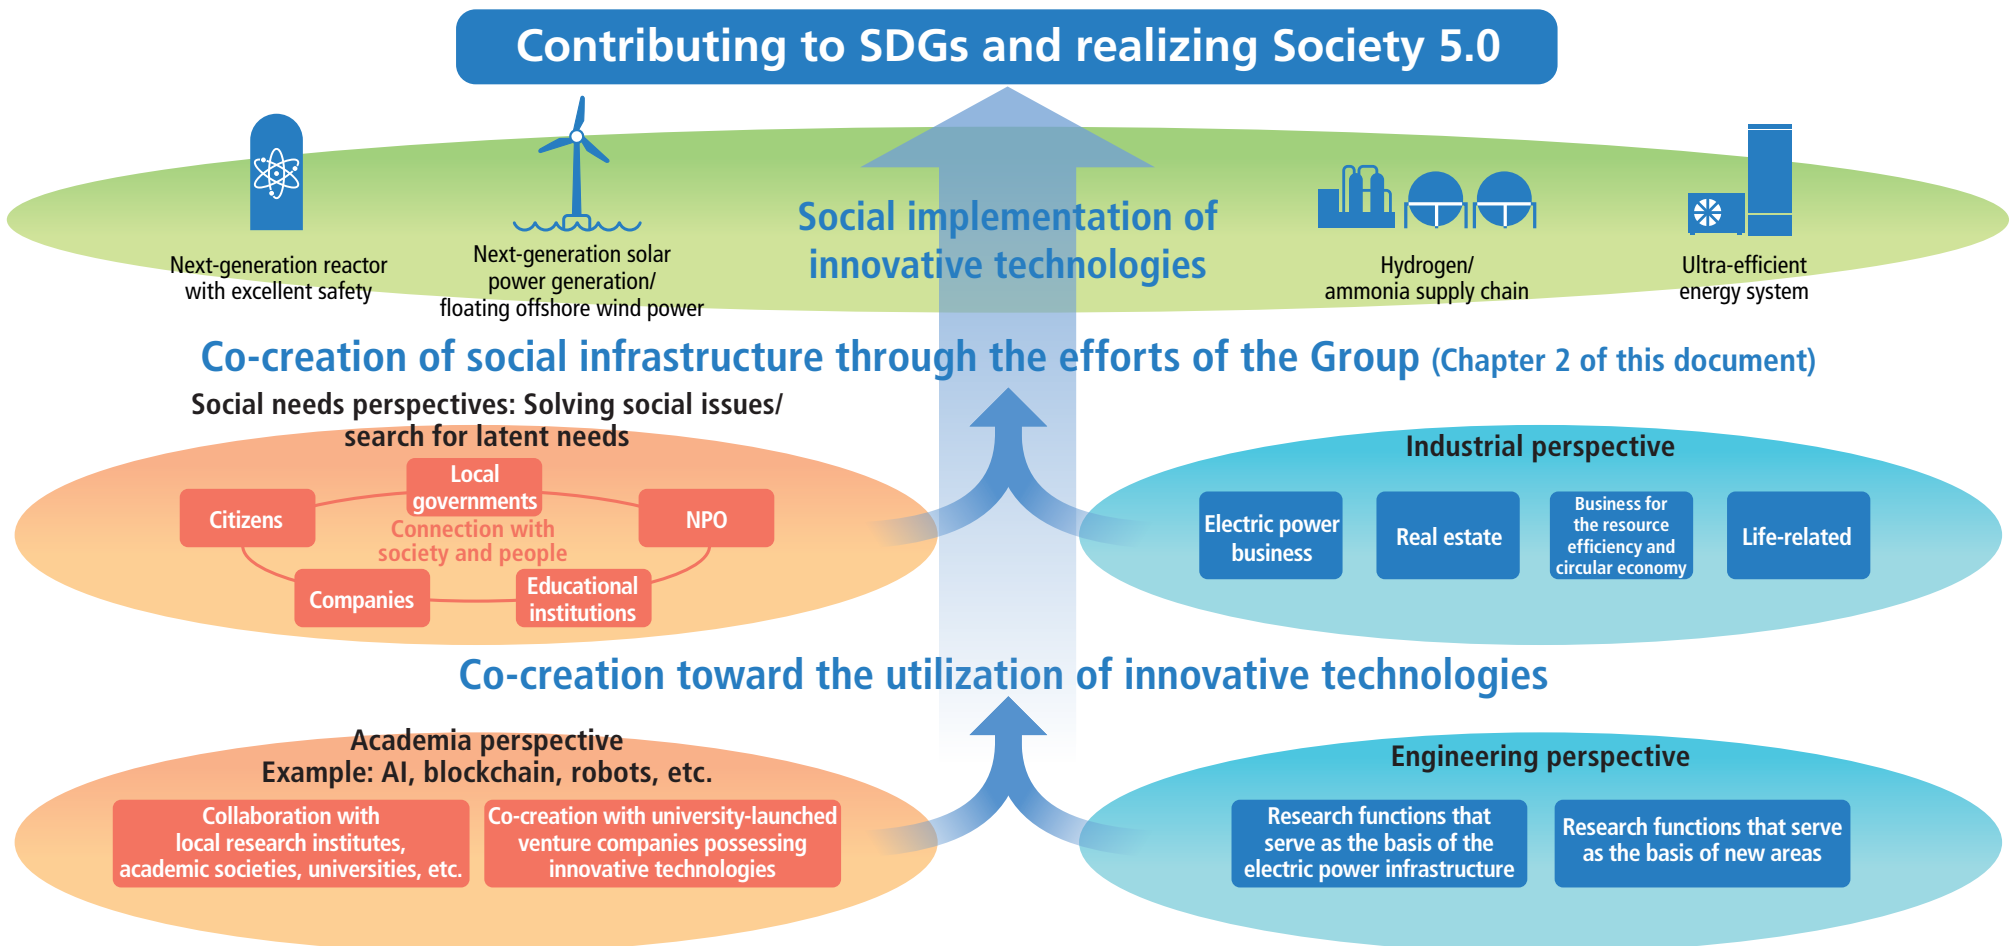 Contributing to SDGs and realizing Society 5.0
Social implementation of
innovative technologies
Next-generation reactor
with excellent safety
Next-generation solar
power generation/
floating offshore wind power
Hydrogen/
ammonia supply chain
Ultra-efficient
energy system
Co-creation of social infrastructure through the efforts of the Group (Chapter 2 of this document)
Social needs perspectives: Solving social issues/
search for latent needs
Local
governments
Citizens
NPO
Connection with
society and people
Companies
Educational
institutions
Industrial perspective
Electric power
business
Real estate
Business for
the resource
efficiency and
circular economy
Life-related
Co-creation toward the utilization of innovative technologies
Academia perspective
Example: AI, blockchain, robots, etc.
Collaboration with
local research institutes,
academic societies, universities, etc.
Co-creation with university-launched
venture companies possessing
innovative technologies
Engineering perspective
Research functions that
serve as the basis of the
electric power infrastructure
Research functions that serve
as the basis of new areas